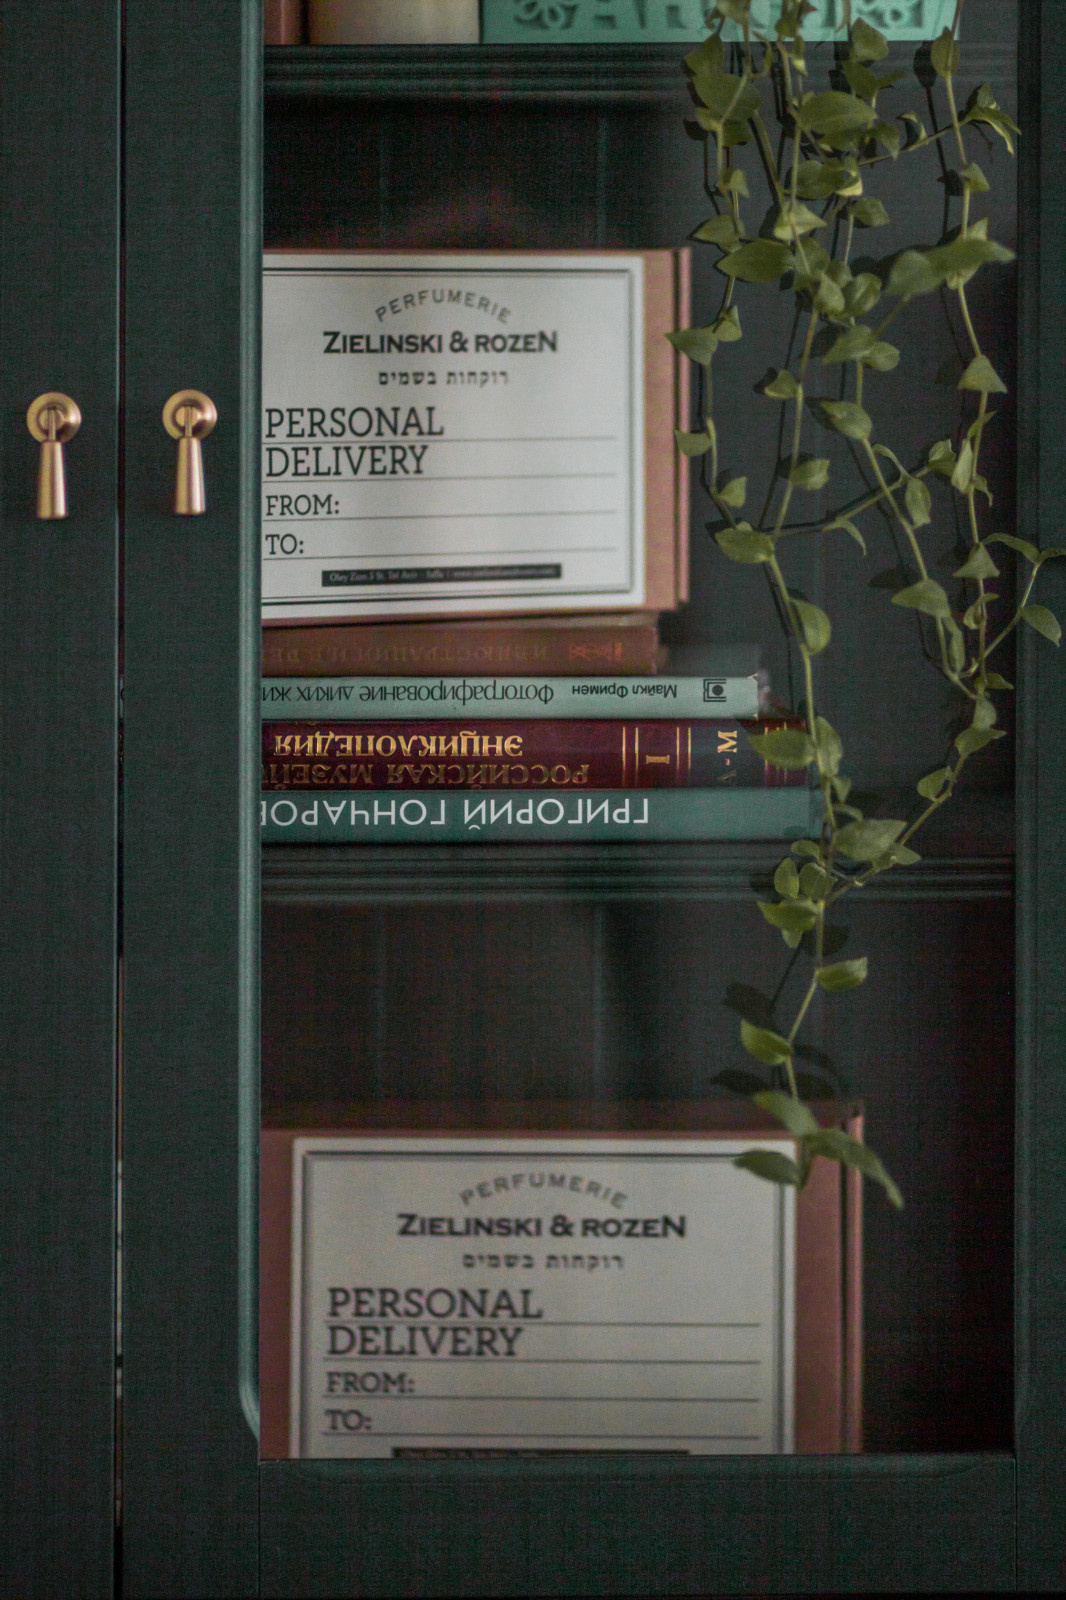 PERFUMERIE
ZIELINSKI & ROZEN
רוקחות בשמים
PERSONAL
DELIVERY
FROM:
TO:
Майкл Фримен Фотографирование диких жи
I А-М РОССИЙСКАЯ МУЗЕЙ
ЭНЦИКЛОПЕДИЯ
ГРИГОРИЙ ГОНЧАРОВ
PERFUMERIE
ZIELINSKI & ROZEN
רוקחות בשמים
PERSONAL
DELIVERY
FROM:
TO: